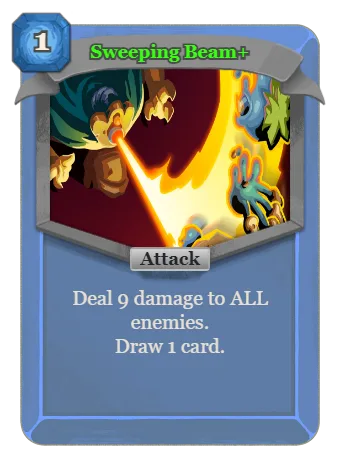 1
Sweeping Beam+
Attack
Deal 9 damage to ALL
enemies.
Draw 1 card.